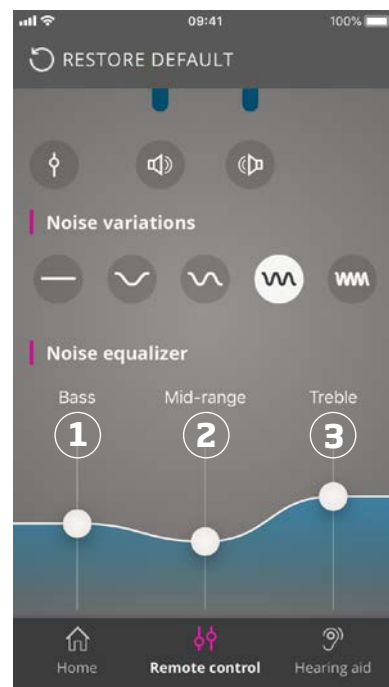 09:41 100%
RESTORE DEFAULT
Noise variations
Noise equalizer
Bass Mid-range Treble
1 2 3
Home Remote control Hearing aid